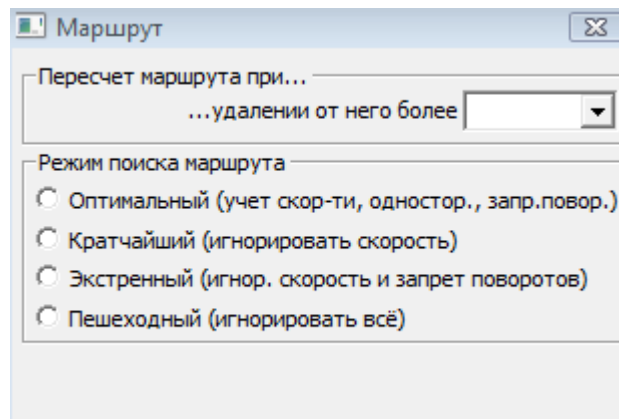 Маршрут
Пересчет маршрута при...
...удалении от него более
Режим поиска маршрута
Оптимальный (учет скор-ти, одностор., запр.повор.)
Кратчайший (игнорировать скорость)
Экстренный (игнор. скорость и запрет поворотов)
Пешеходный (игнорировать всё)